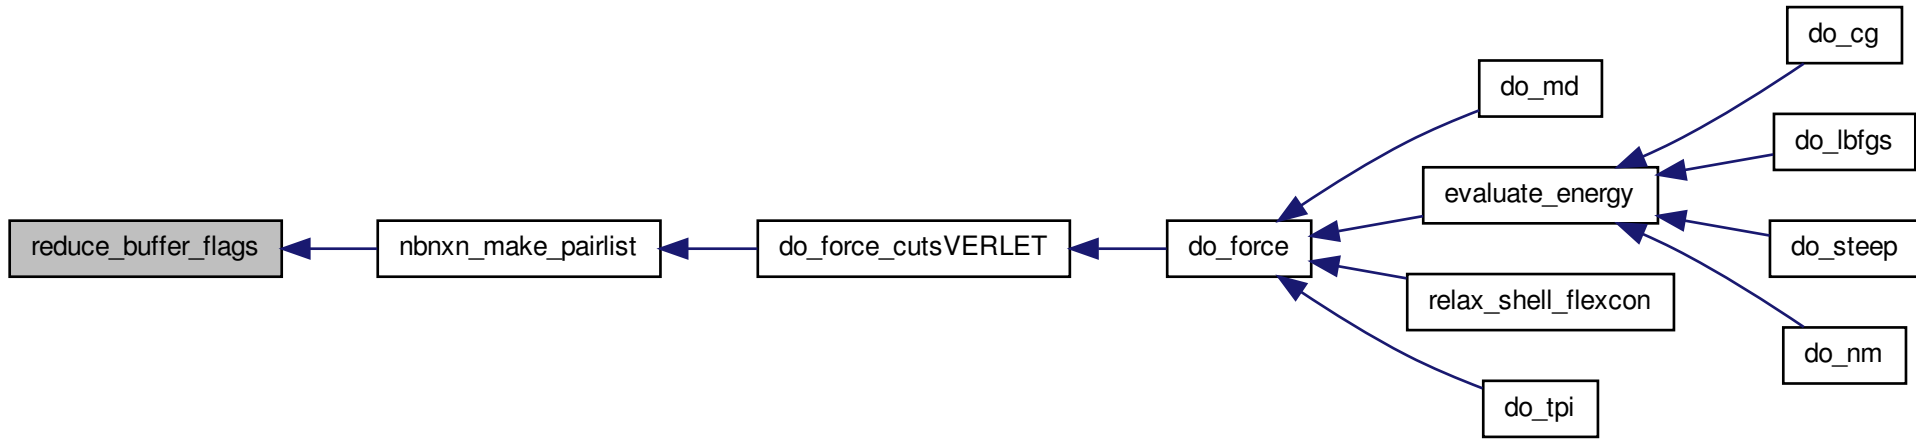 reduce_buffer_flags
nbnxn_make_pairlist
do_force_cutsVERLET
do_force
do_md
evaluate_energy
relax_shell_flexcon
do_tpi
do_cg
do_lbfgs
do_steep
do_nm